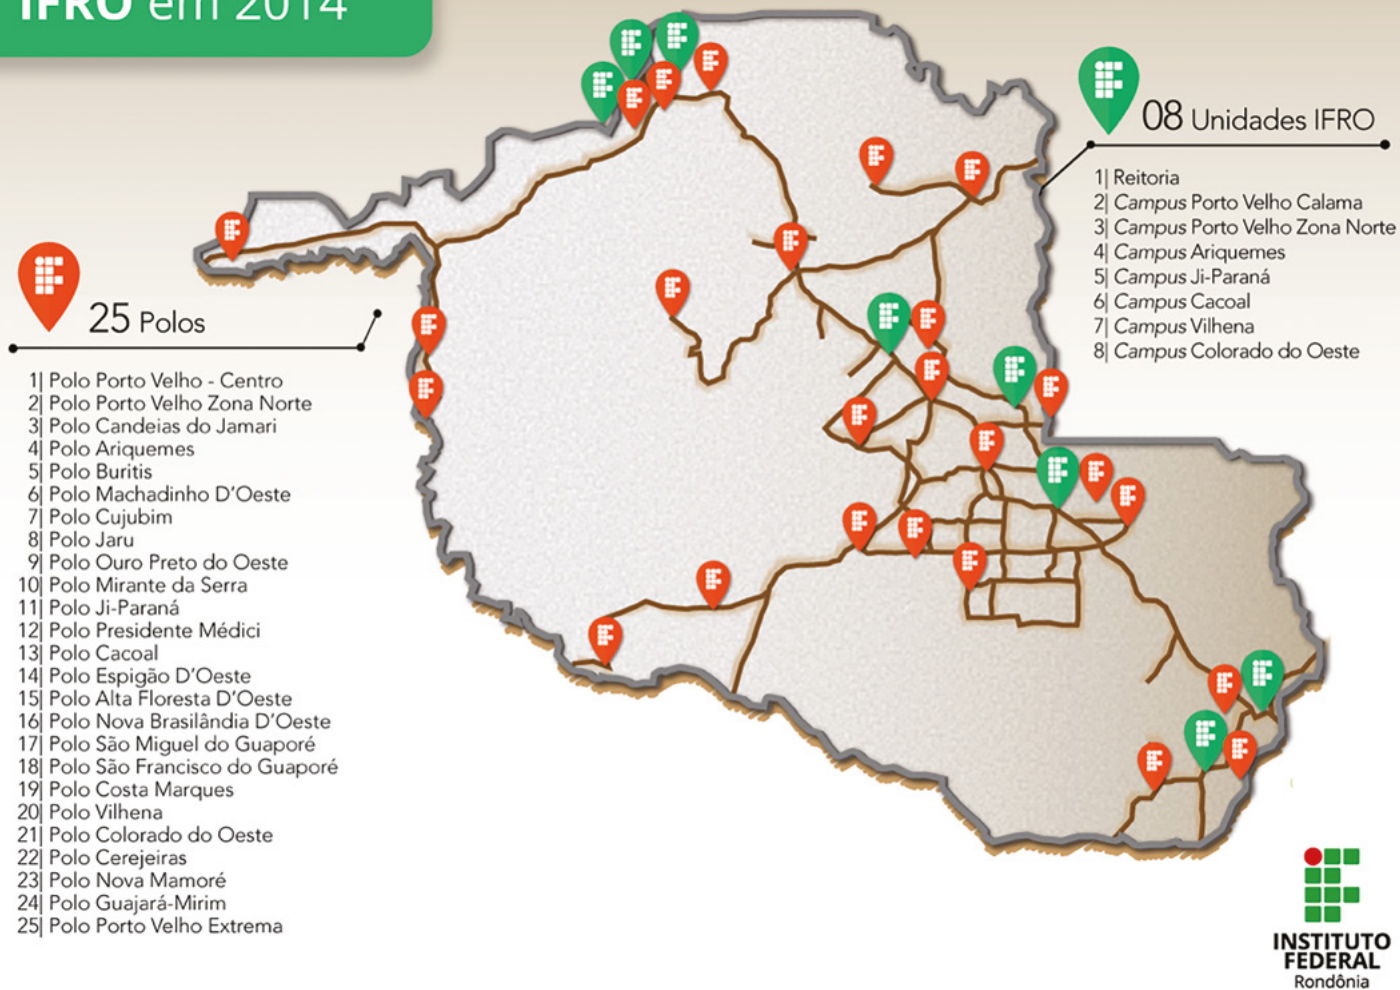 IFRO em 2014
08 Unidades IFRO
1| Reitoria
2| Campus Porto Velho Calama
3| Campus Porto Velho Zona Norte
4| Campus Ariquemes
5| Campus Ji-Paraná
6| Campus Cacoal
7| Campus Vilhena
8| Campus Colorado do Oeste
25 Polos
1| Polo Porto Velho - Centro
2| Polo Porto Velho Zona Norte
3| Polo Candeias do Jamari
4| Polo Ariquemes
5| Polo Buritis
6| Polo Machadinho D'Oeste
7| Polo Cujubim
8| Polo Jaru
9| Polo Ouro Preto do Oeste
10| Polo Mirante da Serra
11| Polo Ji-Paraná
12| Polo Presidente Médici
13| Polo Cacoal
14| Polo Espigão D'Oeste
15| Polo Alta Floresta D'Oeste
16| Polo Nova Brasilândia D'Oeste
17| Polo São Miguel do Guaporé
18| Polo São Francisco do Guaporé
19| Polo Costa Marques
20| Polo Vilhena
21| Polo Colorado do Oeste
22| Polo Cerejeiras
23| Polo Nova Mamoré
24| Polo Guajará-Mirim
25| Polo Porto Velho Extrema
INSTITUTO
FEDERAL
Rondônia